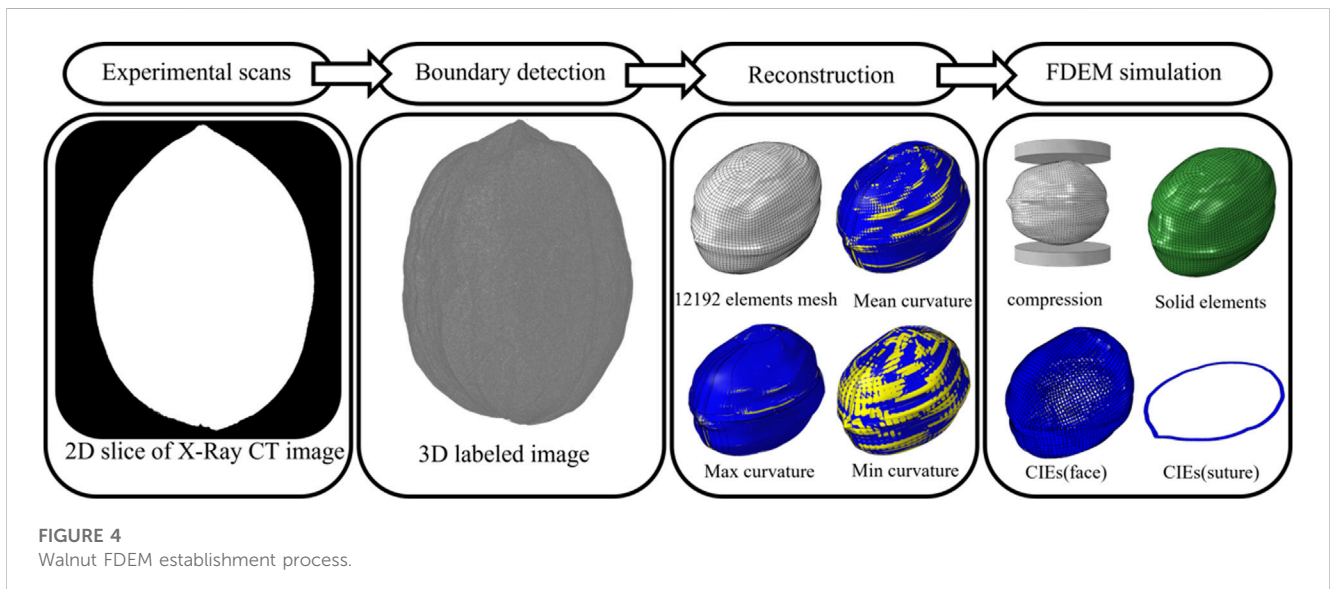 Experimental scans
Boundary detection
Reconstruction
FDEM simulation
2D slice of X-Ray CT image
3D labeled image
12192 elements mesh
Mean curvature
Max curvature
Min curvature
compression
Solid elements
CIEs(face)
CIEs(suture)
FIGURE 4
Walnut FDEM establishment process.